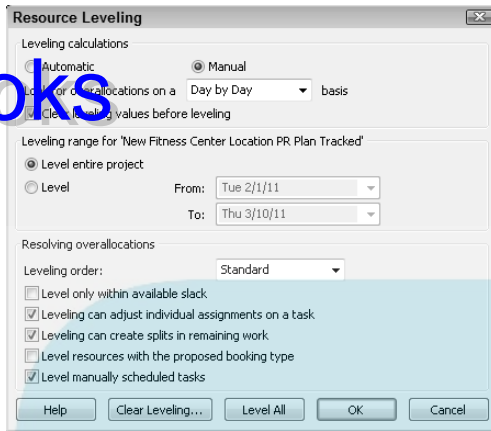 Resource Leveling
Leveling calculations
Automatic
Manual
overallocations on a
Day by Day
basis
oks
Clear leveling values before leveling
Leveling range for 'New Fitness Center Location PR Plan Tracked'
Level entire project
Level
From:
Tue 2/1/11
To:
Thu 3/10/11
Resolving overallocations
Leveling order:
Standard
Level only within available slack
Leveling can adjust individual assignments on a task
Leveling can create splits in remaining work
Level resources with the proposed booking type
Level manually scheduled tasks
Help
Clear Leveling...
Level All
OK
Cancel